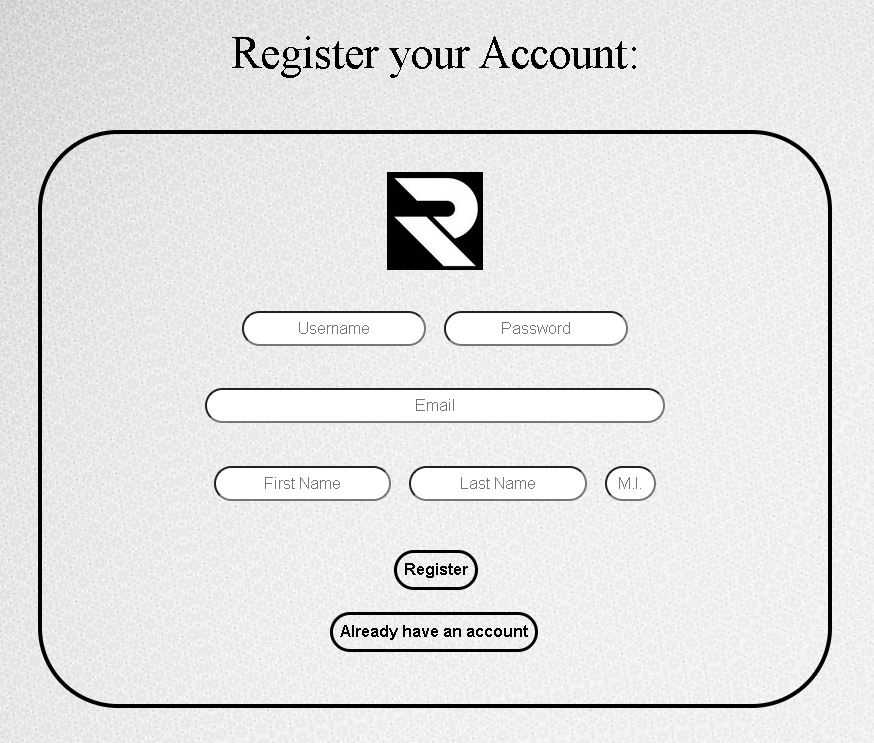 Register your Account:
R
Username Password
Email
First Name Last Name M.I.
Register
Already have an account